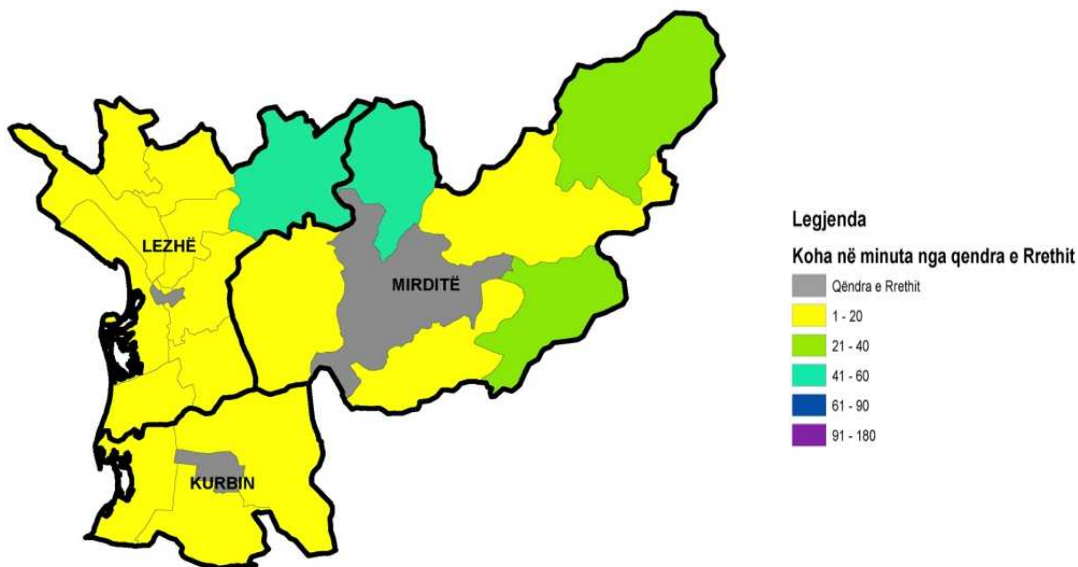 LEZHË
MIRDITË
KURBIN
Legjenda
Koha në minuta nga qendra e Rrethit
Qëndra e Rrethit
1 - 20
21 - 40
41 - 60
61 - 90
91 - 180